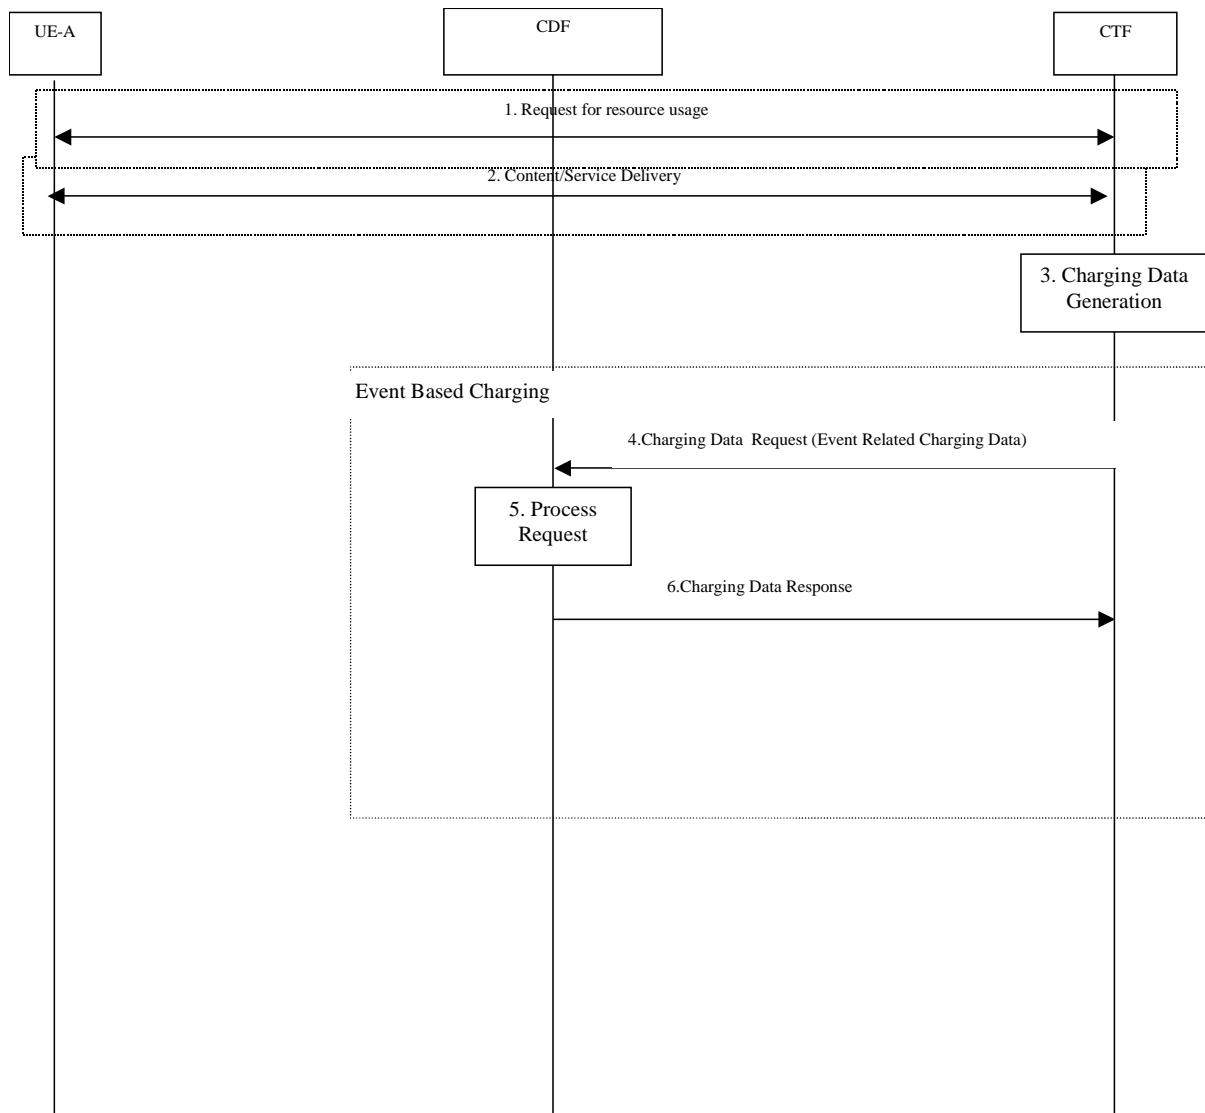 UE-A
CDF
CTF
1. Request for resource usage
2. Content/Service Delivery
3. Charging Data
Generation
Event Based Charging
4.Charging Data  Request (Event Related Charging Data)
5. Process
Request
6.Charging Data Response